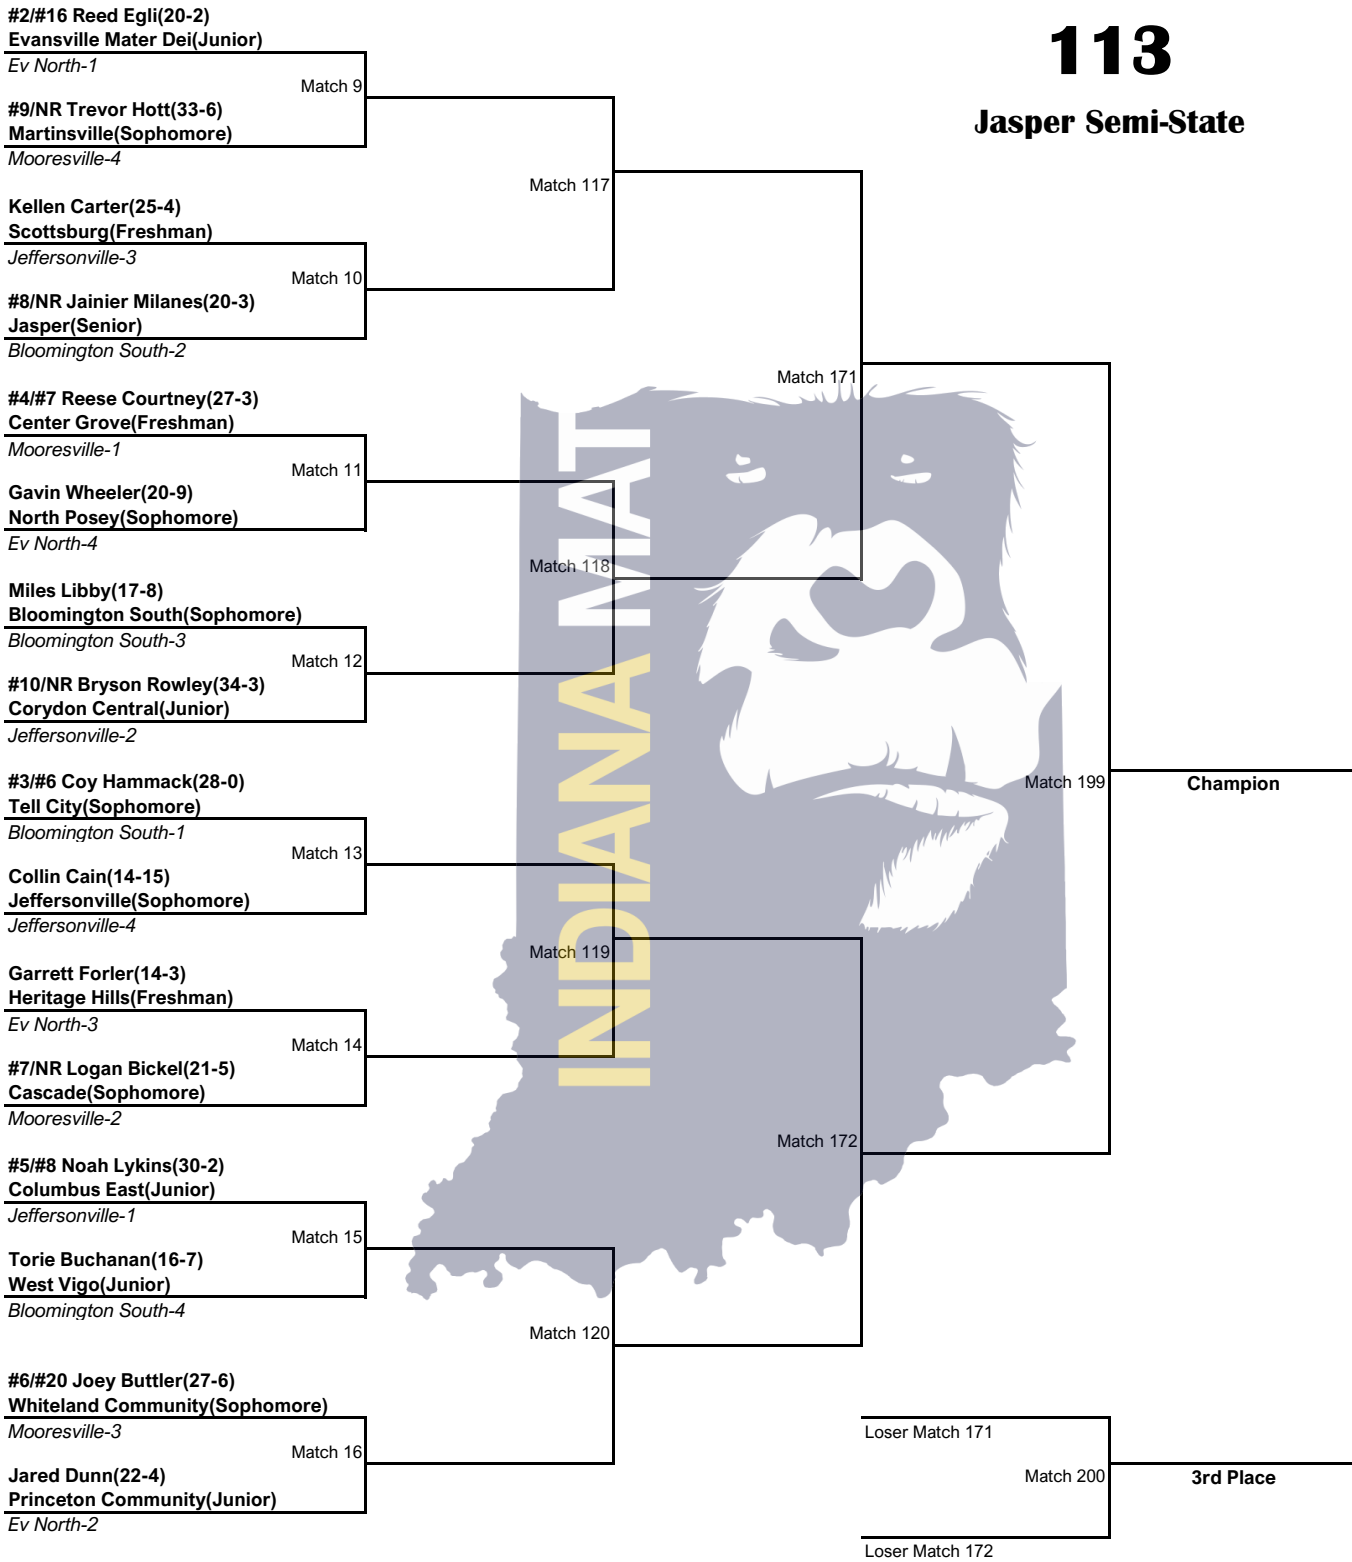 113
Jasper Semi-State
#2/#16 Reed Egli(20-2)
Evansville Mater Dei(Junior)
Ev North-1
Match 9
#9/NR Trevor Hott(33-6)
Martinsville(Sophomore)
Mooresville-4
Match 117
Kellen Carter(25-4)
Scottsburg(Freshman)
Jeffersonville-3
Match 10
#8/NR Jainier Milanes(20-3)
Jasper(Senior)
Bloomington South-2
Match 171
#4/#7 Reese Courtney(27-3)
Center Grove(Freshman)
Mooresville-1
Match 11
Gavin Wheeler(20-9)
North Posey(Sophomore)
Ev North-4
Match 118
Miles Libby(17-8)
Bloomington South(Sophomore)
Bloomington South-3
Match 12
#10/NR Bryson Rowley(34-3)
Corydon Central(Junior)
Jeffersonville-2
INDIANA MAT
Match 199
Champion
#3/#6 Coy Hammack(28-0)
Tell City(Sophomore)
Bloomington South-1
Match 13
Collin Cain(14-15)
Jeffersonville(Sophomore)
Jeffersonville-4
Match 119
Garrett Forler(14-3)
Heritage Hills(Freshman)
Ev North-3
Match 14
#7/NR Logan Bickel(21-5)
Cascade(Sophomore)
Mooresville-2
Match 172
#5/#8 Noah Lykins(30-2)
Columbus East(Junior)
Jeffersonville-1
Match 15
Torie Buchanan(16-7)
West Vigo(Junior)
Bloomington South-4
Match 120
#6/#20 Joey Buttler(27-6)
Whiteland Community(Sophomore)
Mooresville-3
Match 16
Jared Dunn(22-4)
Princeton Community(Junior)
Ev North-2
Loser Match 171
Match 200
3rd Place
Loser Match 172